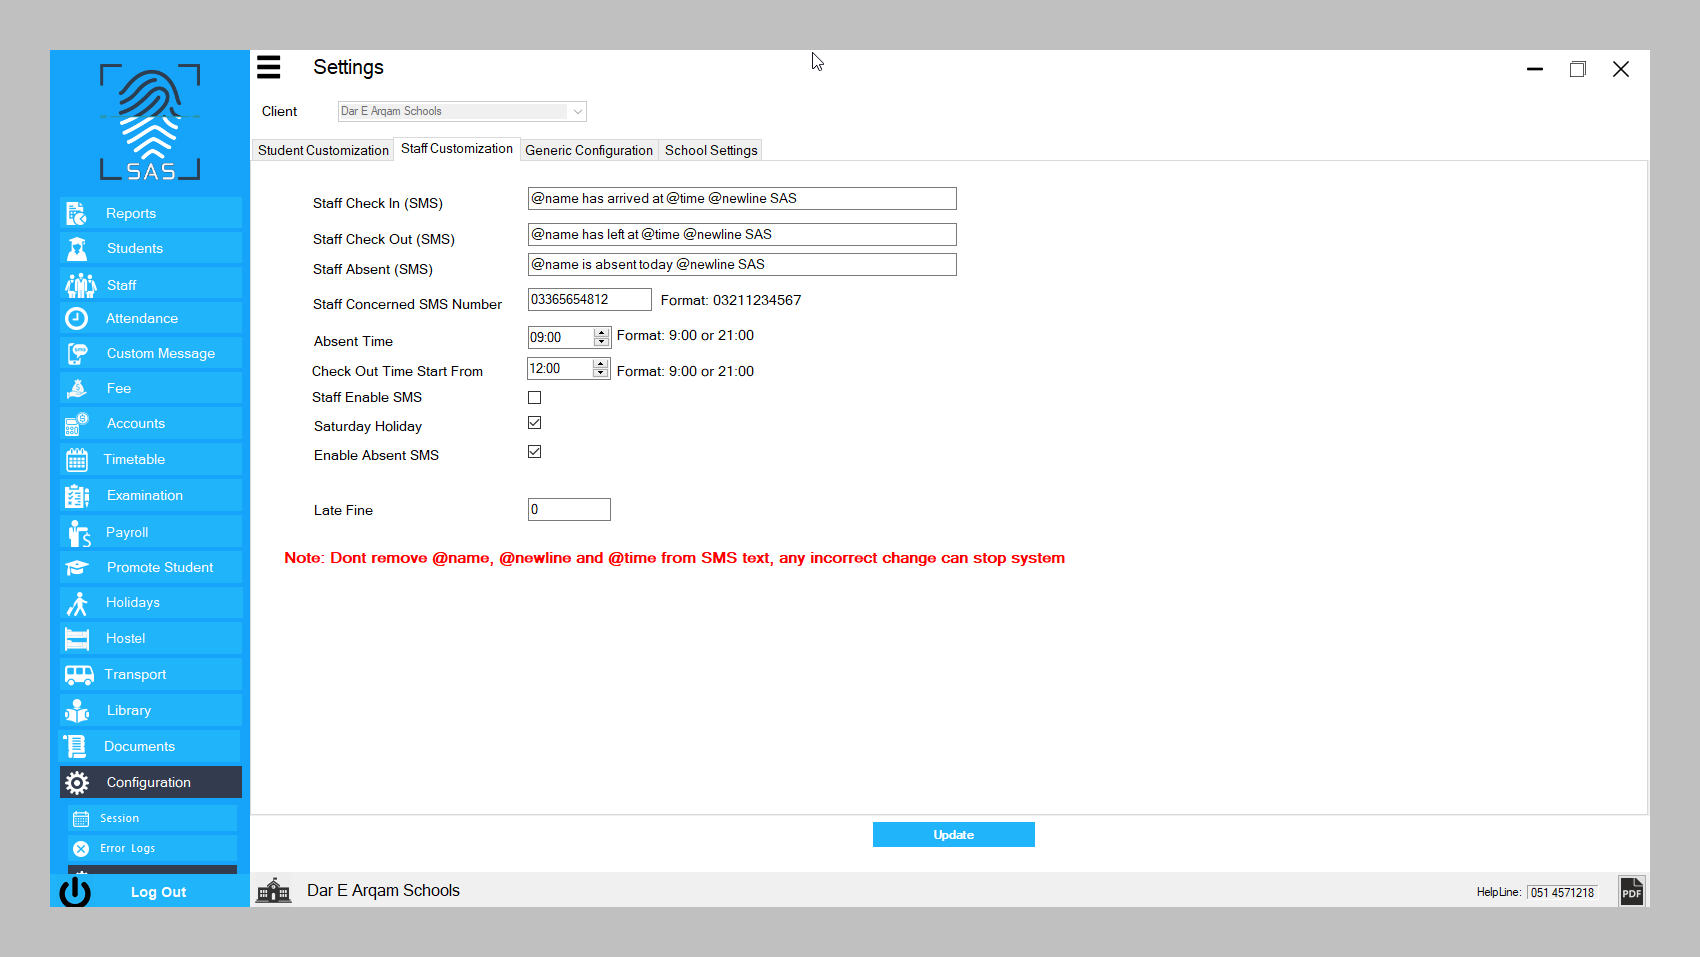 Settings
Client
Dar E Arqam Schools
Student Customization
Staff Customization
Generic Configuration
School Settings
SAS
Reports
Students
Staff
Attendance
Custom Message
Fee
Accounts
Timetable
Examination
Payroll
Promote Student
Holidays
Hostel
Transport
Library
Documents
Configuration
Session
Error Logs
Log Out
Staff Check In (SMS)
@name has arrived at @time @newline SAS
Staff Check Out (SMS)
@name has left at @time @newline SAS
Staff Absent (SMS)
@name is absent today @newline SAS
Staff Concerned SMS Number
03365654812
Format: 03211234567
Absent Time
09:00
Format: 9:00 or 21:00
Check Out Time Start From
12:00
Format: 9:00 or 21:00
Staff Enable SMS
Saturday Holiday
Enable Absent SMS
Late Fine
0
Note: Dont remove @name, @newline and @time from SMS text, any incorrect change can stop system
Update
Dar E Arqam Schools
HelpLine:
051 4571218
PDF